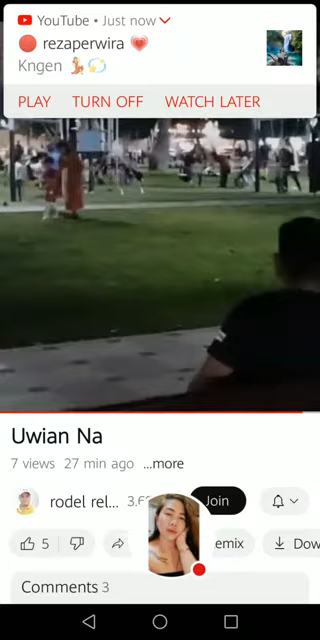 YouTube • Just now
🔴 rezaperwira 💗
Kngen 💃💫
PLAY TURN OFF WATCH LATER
Uwian Na
7 views 27 min ago ...more
rodel rel... Join
5 emix Dow
Comments 3